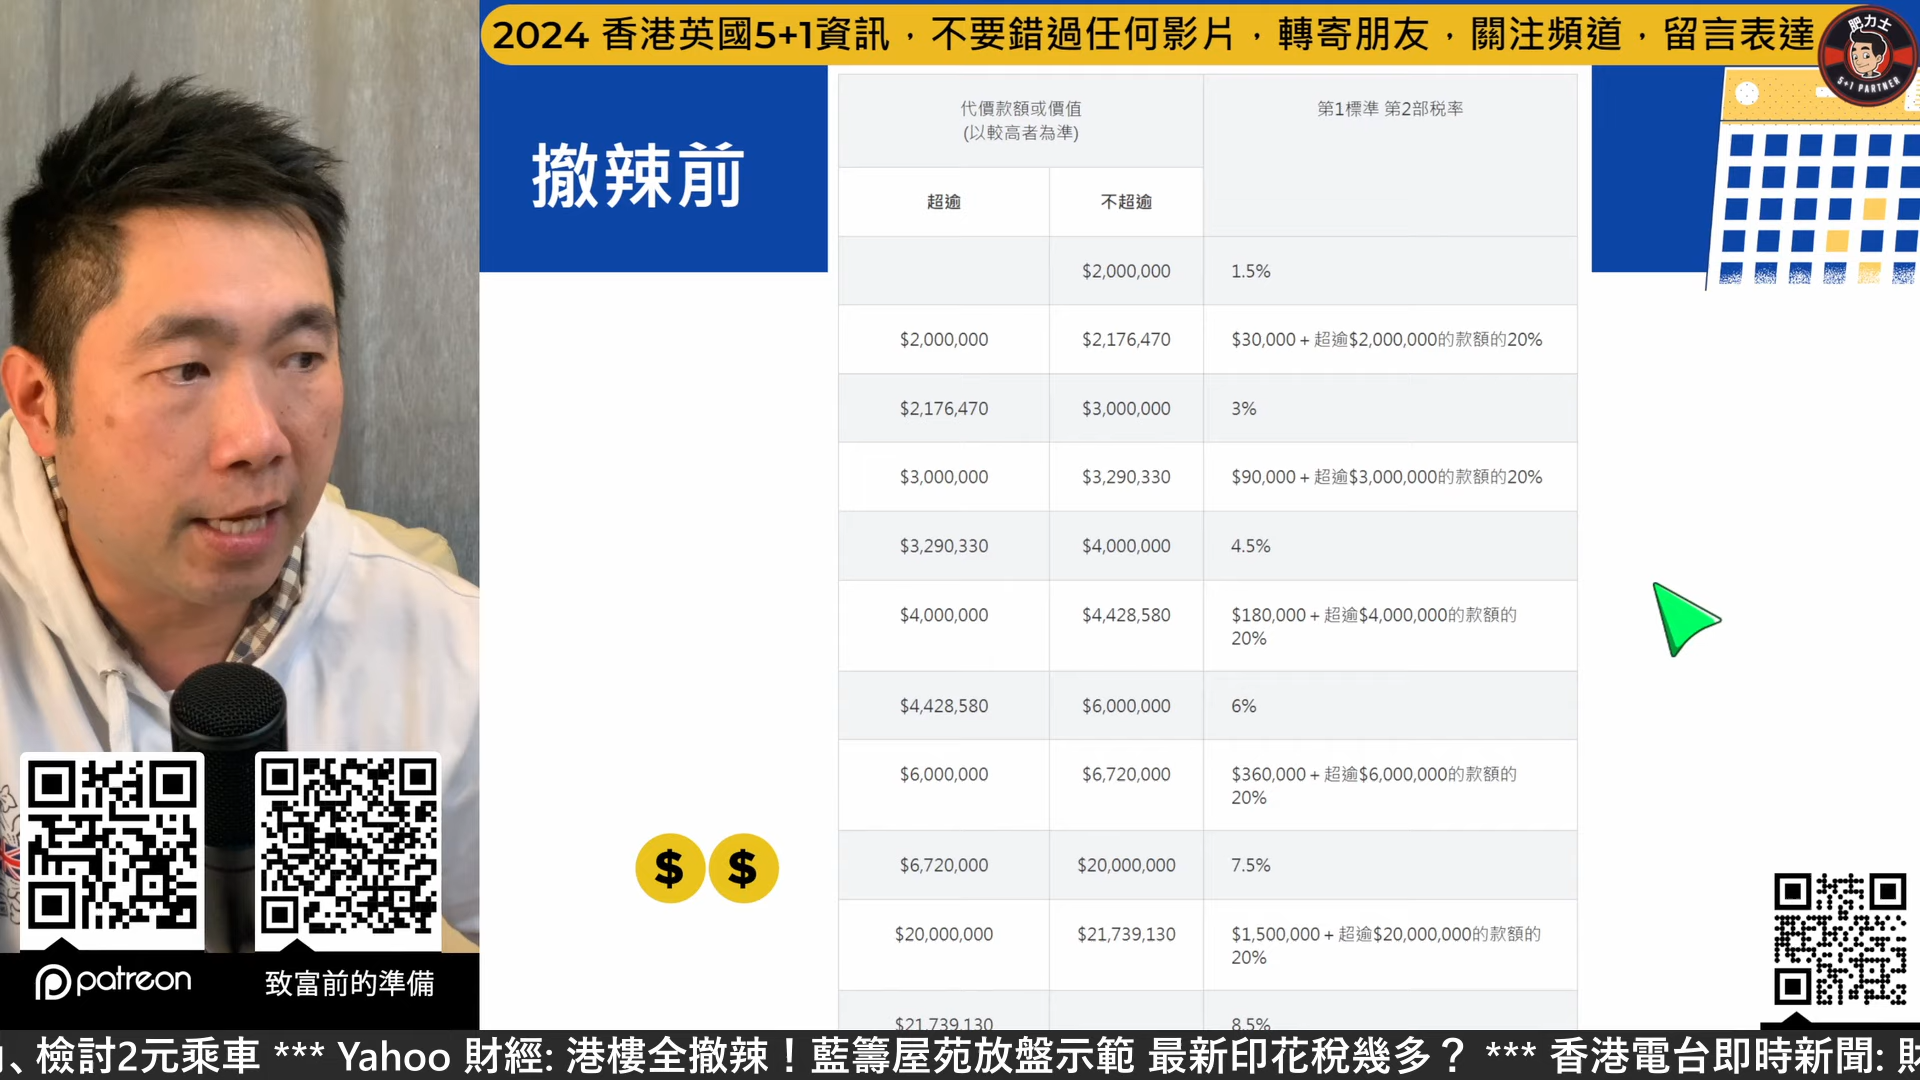 2024 香港英國5+1資訊，不要錯過任何影片，轉寄朋友，關注頻道，留言表達
肥力士
5+1 PARTNER
撤辣前
代價款額或價值
(以較高者為準)
第1標準 第2部税率
超逾
不超逾
$2,000,000
1.5%
$2,000,000
$2,176,470
$30,000 + 超逾$2,000,000的款額的20%
$2,176,470
$3,000,000
3%
$3,000,000
$3,290,330
$90,000 + 超逾$3,000,000的款額的20%
$3,290,330
$4,000,000
4.5%
$4,000,000
$4,428,580
$180,000 + 超逾$4,000,000的款額的
20%
$4,428,580
$6,000,000
6%
$6,000,000
$6,720,000
$360,000 + 超逾$6,000,000的款額的
20%
$6,720,000
$20,000,000
7.5%
$20,000,000
$21,739,130
$1,500,000 + 超逾$20,000,000的款額的
20%
$21,739,130
8.5%
$ $
patreon
致富前的準備
、檢討2元乘車 *** Yahoo 財經: 港樓全撤辣！藍籌屋苑放盤示範 最新印花稅幾多？ *** 香港電台即時新聞: 財